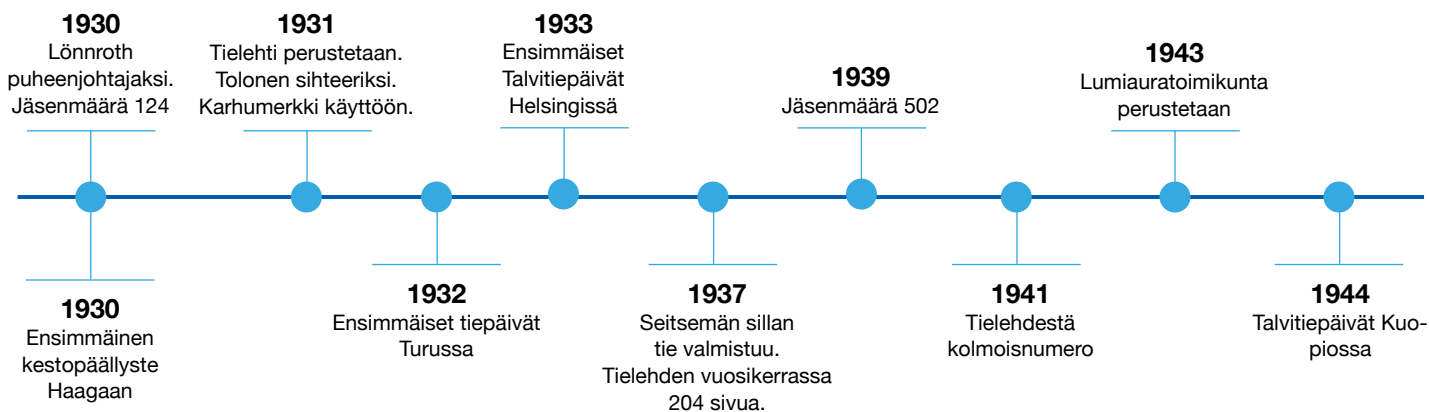 1930
Lönnroth
puheenjohtajaksi.
Jäsenmäärä 124
1930
Ensimmäinen
kestopäällyste
Haagaan
1931
Tielehti perustetaan.
Tolonen sihteeriksi.
Karhumerkki käyttöön.
1932
Ensimmäiset tiepäivät
Turussa
1933
Ensimmäiset
Talvitiepäivät
Helsingissä
1937
Seitsemän sillan
tie valmistuu.
Tielehden vuosikerrassa
204 sivua.
1939
Jäsenmäärä 502
1941
Tielehdestä
kolmoisnumero
1943
Lumiauratoimikunta
perustetaan
1944
Talvitiepäivät Kuo-
piossa